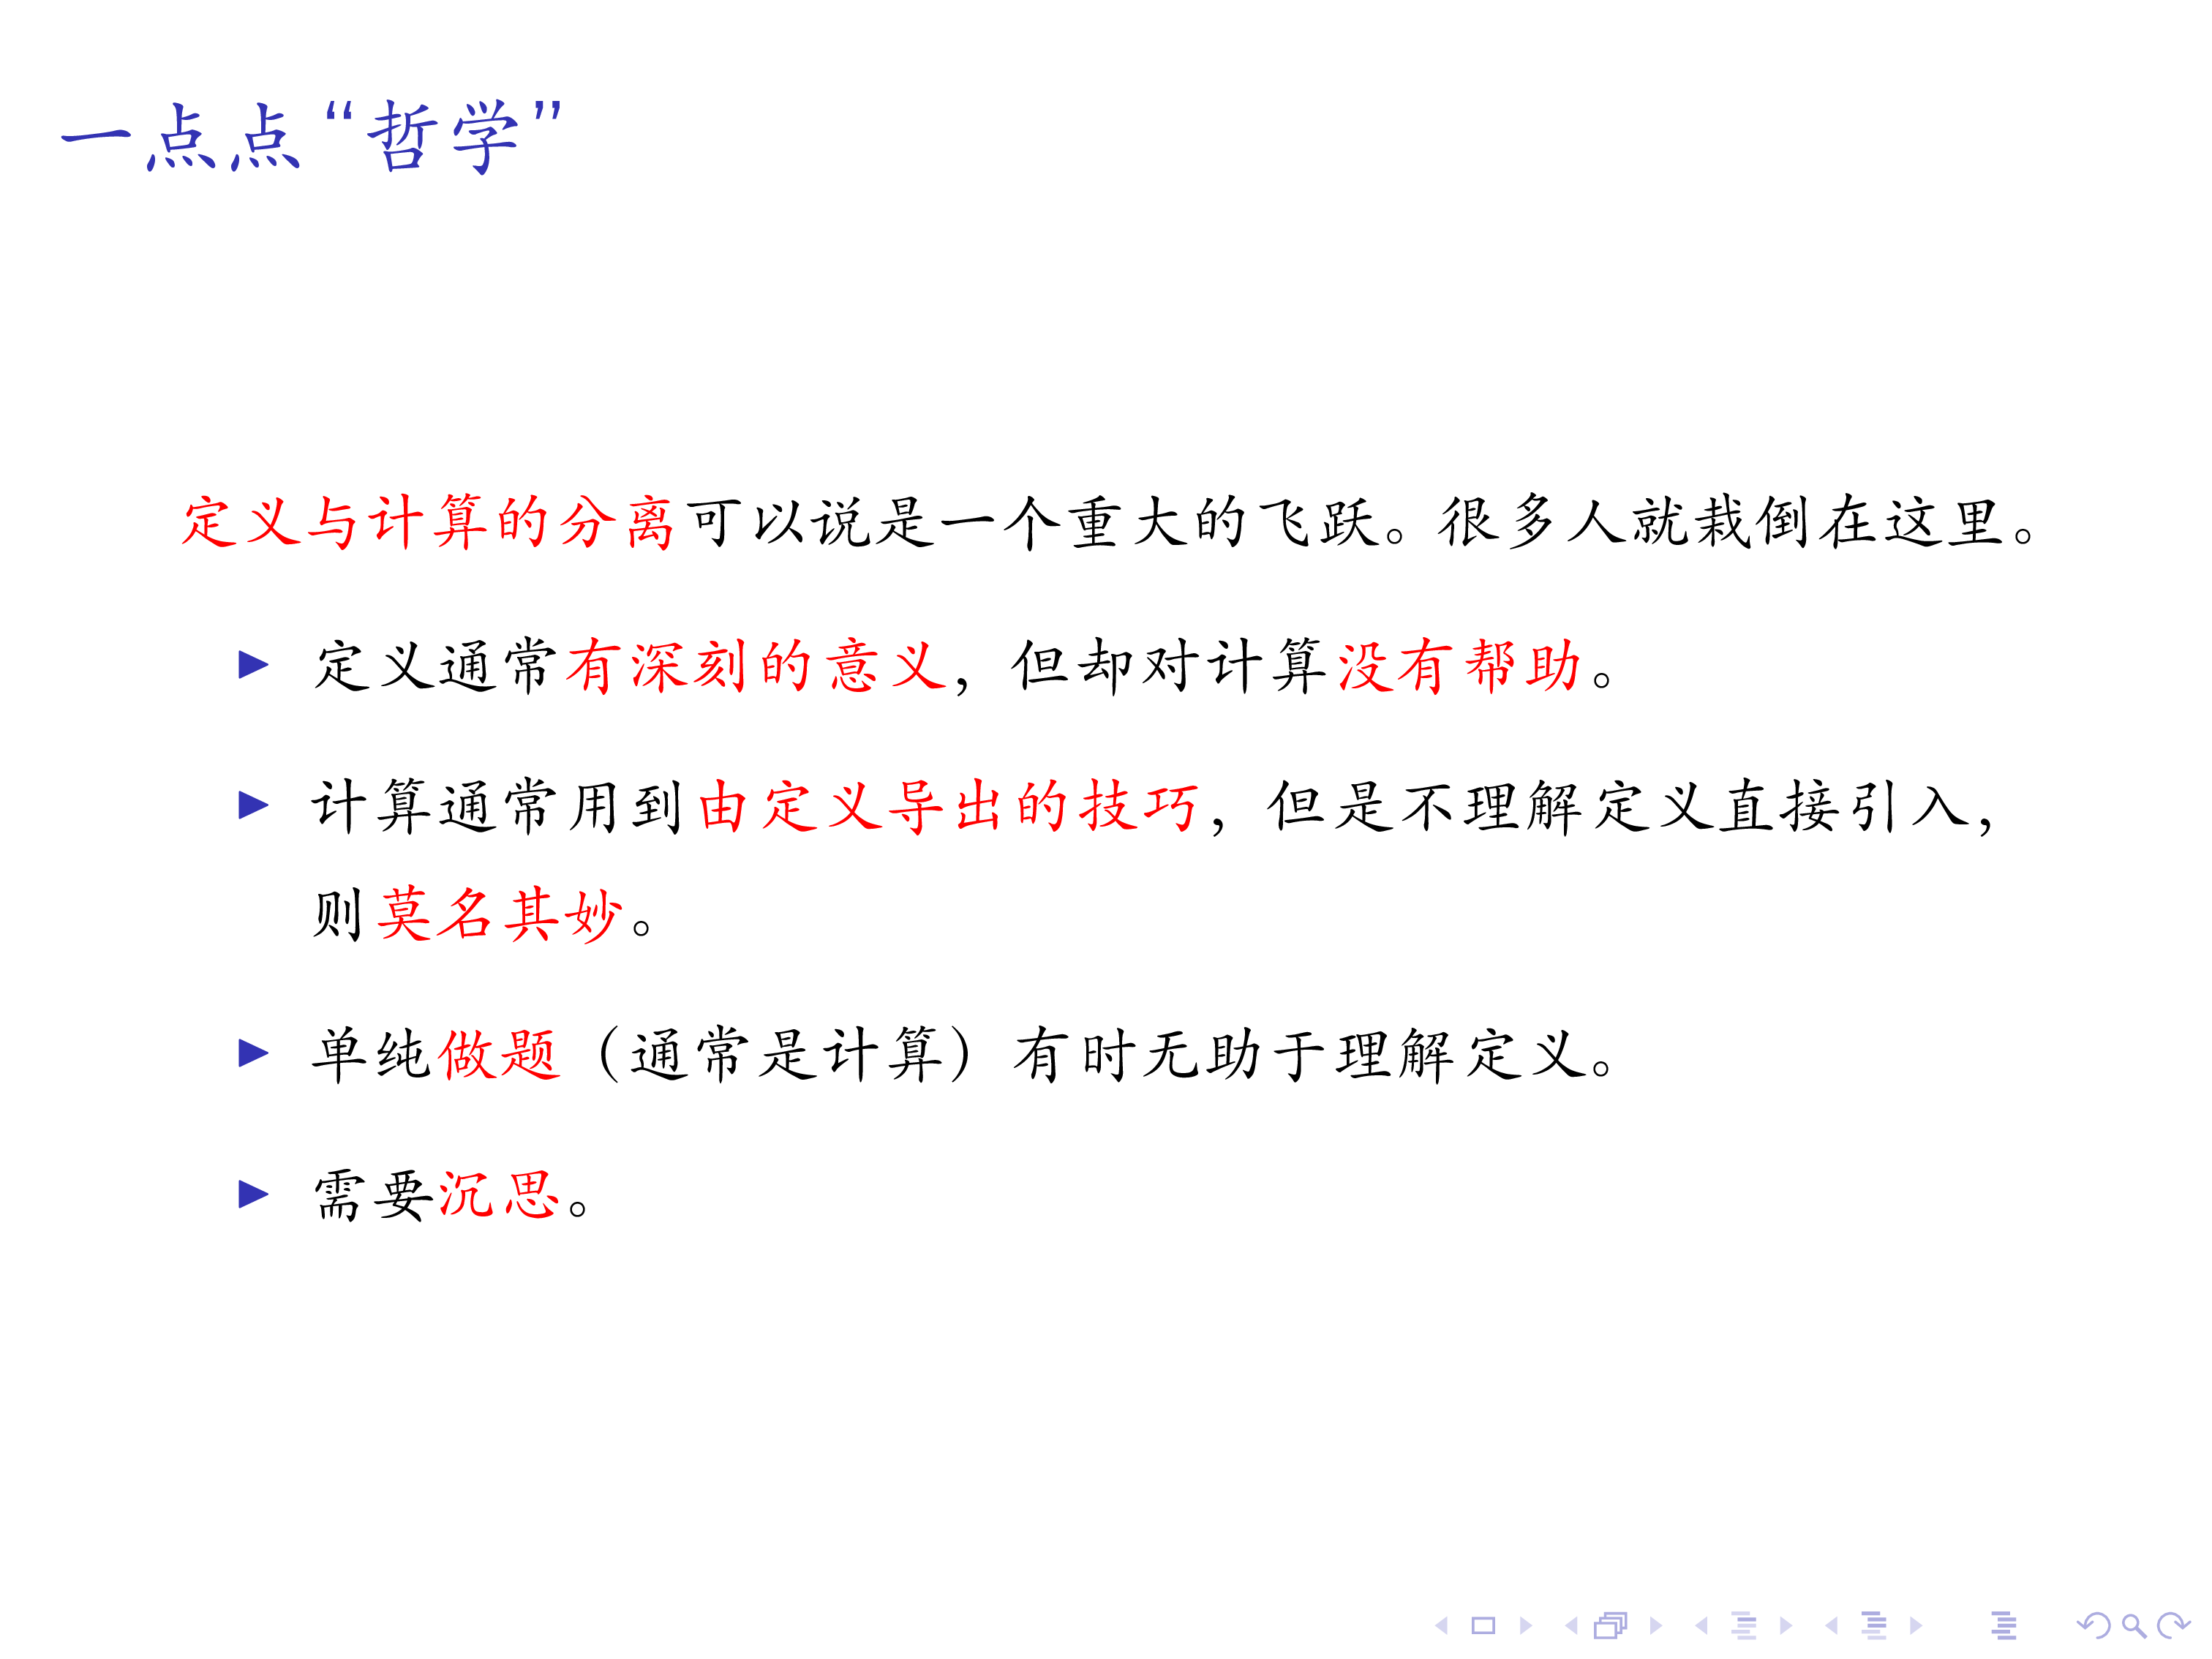 一点点“哲学”
定义与计算的分离可以说是一个重大的飞跃。很多人就栽倒在这里。
定义通常有深刻的意义，但却对计算没有帮助。
计算通常用到由定义导出的技巧，但是不理解定义直接引入，
则莫名其妙。
单纯做题（通常是计算）有时无助于理解定义。
需要沉思。